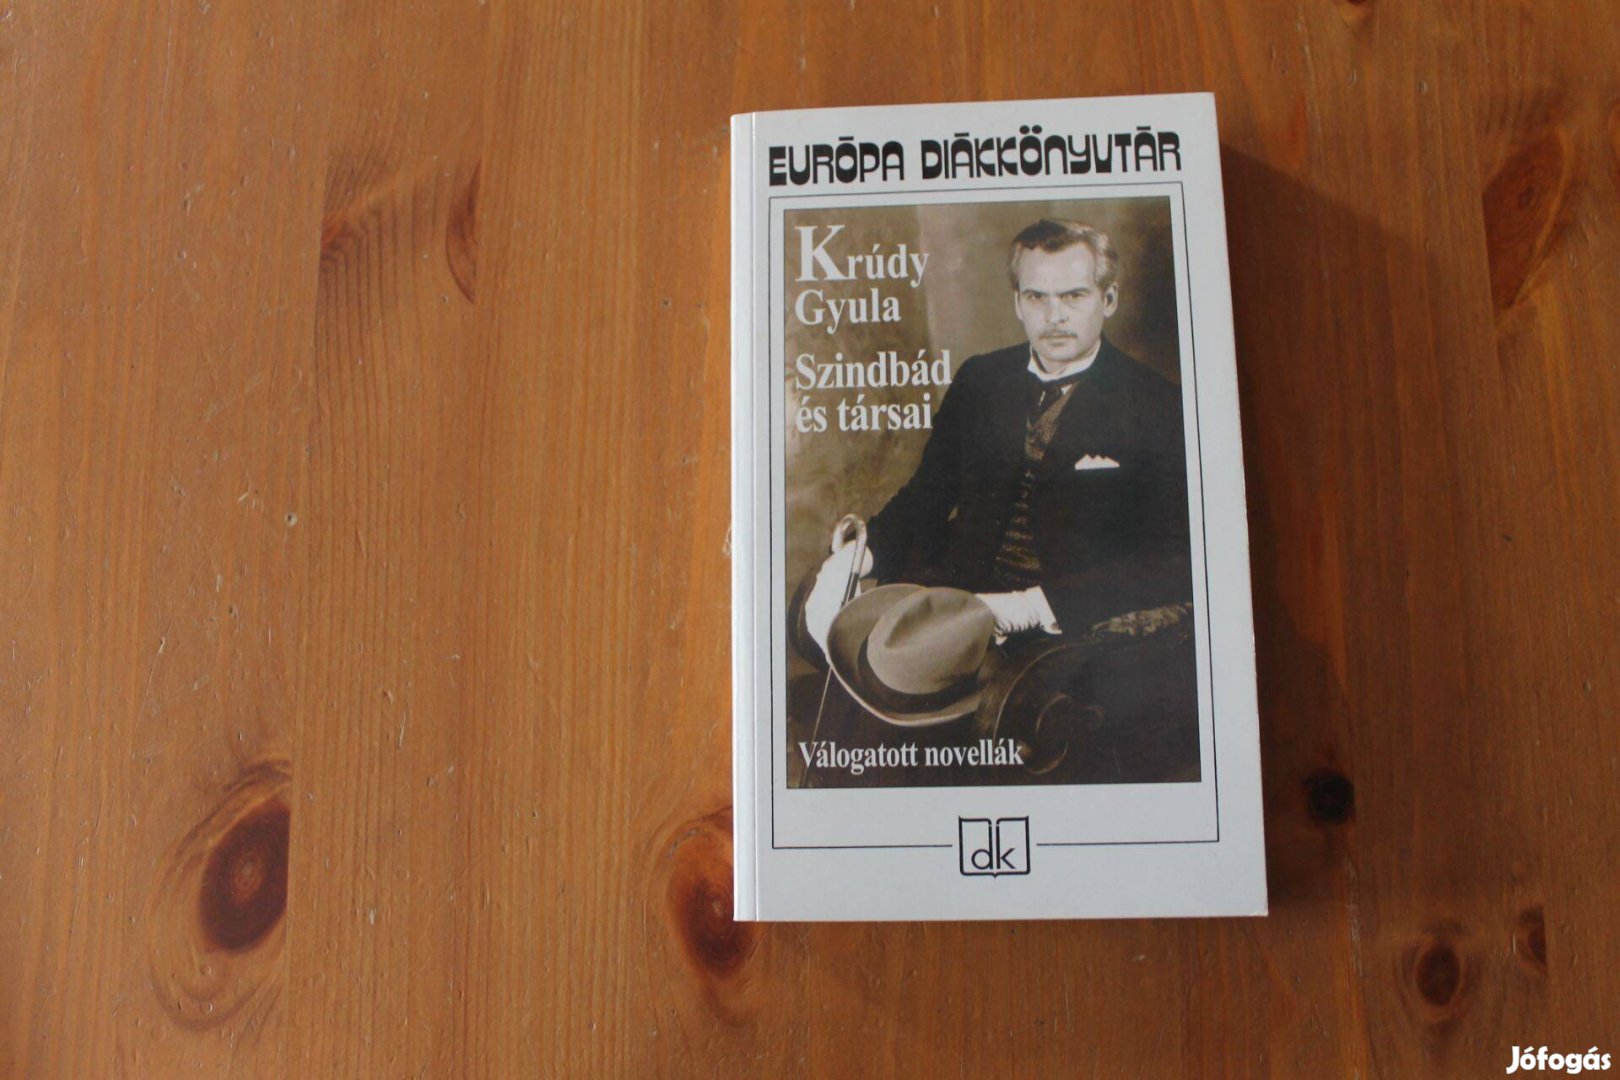 EURÓPA DIÁKKÖNYVTÁR
Krúdy
Gyula
Szindbád
és társai
Válogatott novellák
dk
Jófogás